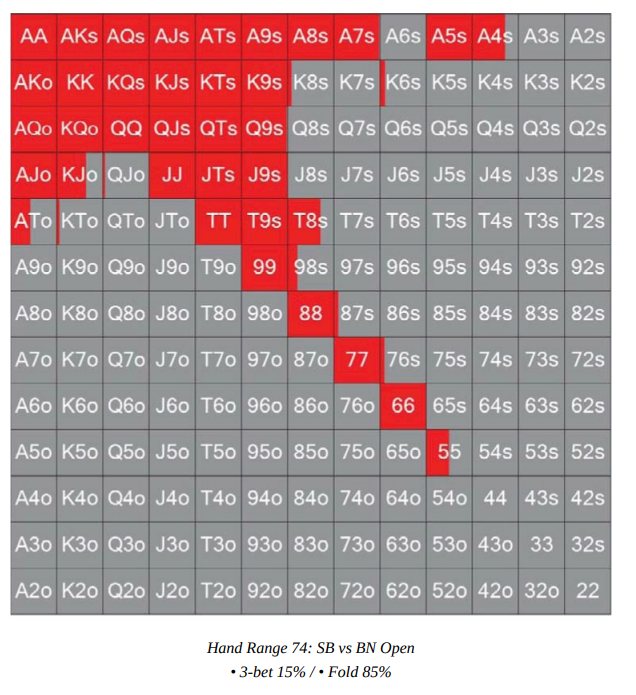 AA AKs AQs AJs ATs A9s A8s A7s A6s A5s A4s A3s A2s
AKo KK KQs KJs KTs K9s K8s K7s K6s K5s K4s K3s K2s
AQo KQo QQ QJs QTs Q9s Q8s Q7s Q6s Q5s Q4s Q3s Q2s
AJo KJo QJo JJ JTs J9s J8s J7s J6s J5s J4s J3s J2s
ATo KTo QTo JTo TT T9s T8s T7s T6s T5s T4s T3s T2s
A9o K9o Q9o J9o T9o 99 98s 97s 96s 95s 94s 93s 92s
A8o K8o Q8o J8o T8o 98o 88 87s 86s 85s 84s 83s 82s
A7o K7o Q7o J7o T7o 97o 87o 77 76s 75s 74s 73s 72s
A6o K6o Q6o J6o T6o 96o 86o 76o 66 65s 64s 63s 62s
A5o K5o Q5o J5o T5o 95o 85o 75o 65o 55 54s 53s 52s
A4o K4o Q4o J4o T4o 94o 84o 74o 64o 54o 44 43s 42s
A3o K3o Q3o J3o T3o 93o 83o 73o 63o 53o 43o 33 32s
A2o K2o Q2o J2o T2o 92o 82o 72o 62o 52o 42o 32o 22
Hand Range 74: SB vs BN Open
• 3-bet 15% / • Fold 85%